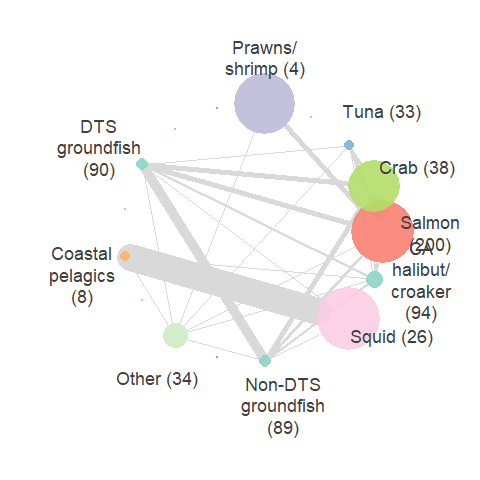 Prawns/
shrimp (4)
Tuna (33)
DTS
groundfish
(90)
Crab (38)
Salmon
(200)
CA
halibut/
croaker
(94)
Coastal
pelagics
(8)
Squid (26)
Other (34)
Non-DTS
groundfish
(89)